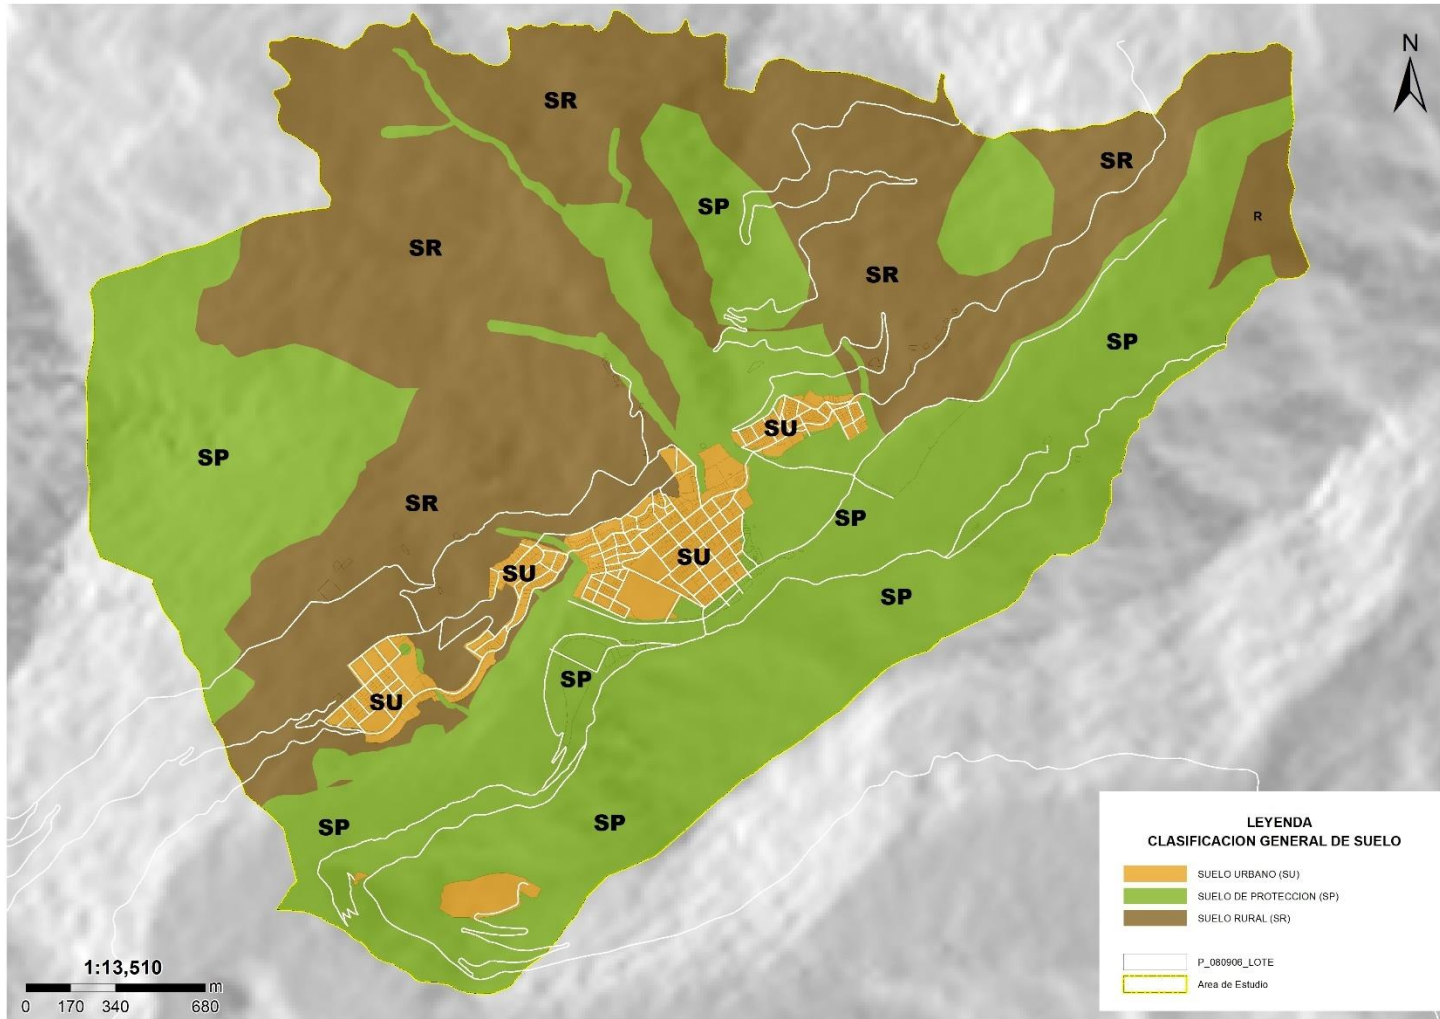 N
SR
SR
SP
R
SR
SR
SP
SU
SP
SR
SP
SU
SU
SP
SP
SU
SP
SP
LEYENDA
CLASIFICACION GENERAL DE SUELO
SUELO URBANO (SU)
SUELO DE PROTECCION (SP)
SUELO RURAL (SR)
P_080906_LOTE
Area de Estudio
1:13,510
m
0 170 340 680